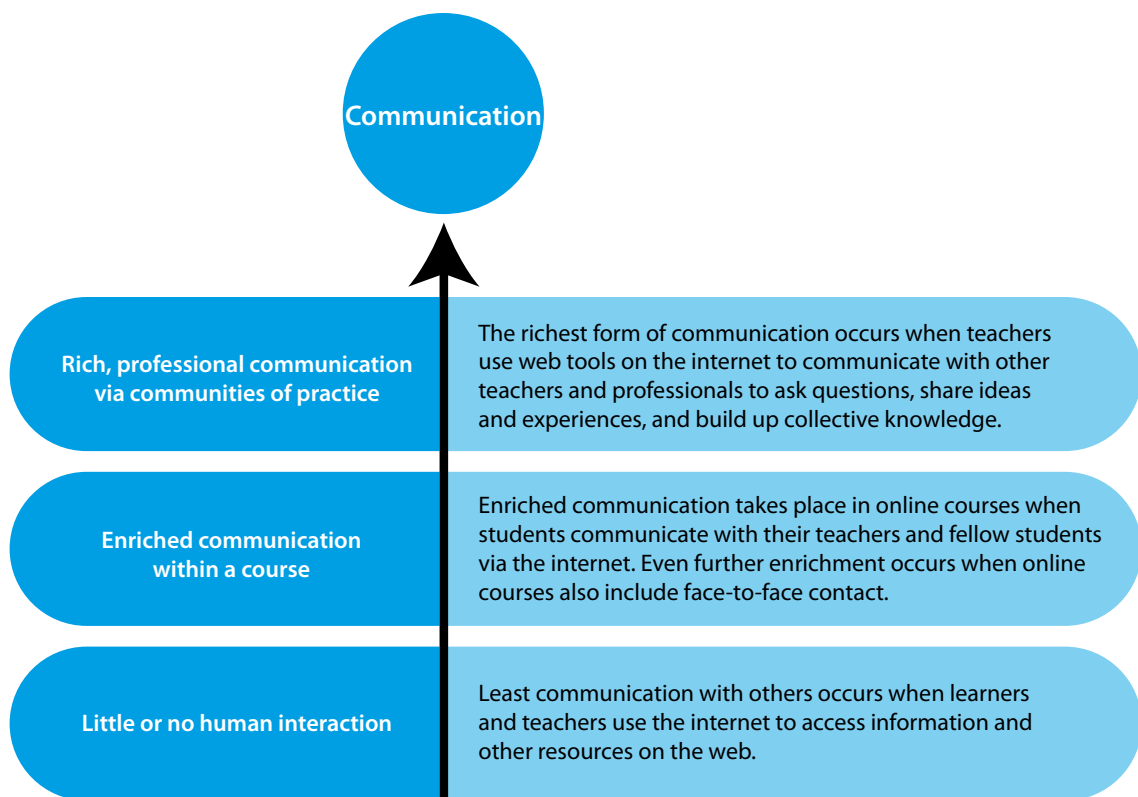 Communication
Rich, professional communication
via communities of practice
The richest form of communication occurs when teachers
use web tools on the internet to communicate with other
teachers and professionals to ask questions, share ideas
and experiences, and build up collective knowledge.
Enriched communication
within a course
Enriched communication takes place in online courses when
students communicate with their teachers and fellow students
via the internet. Even further enrichment occurs when online
courses also include face-to-face contact.
Little or no human interaction
Least communication with others occurs when learners
and teachers use the internet to access information and
other resources on the web.